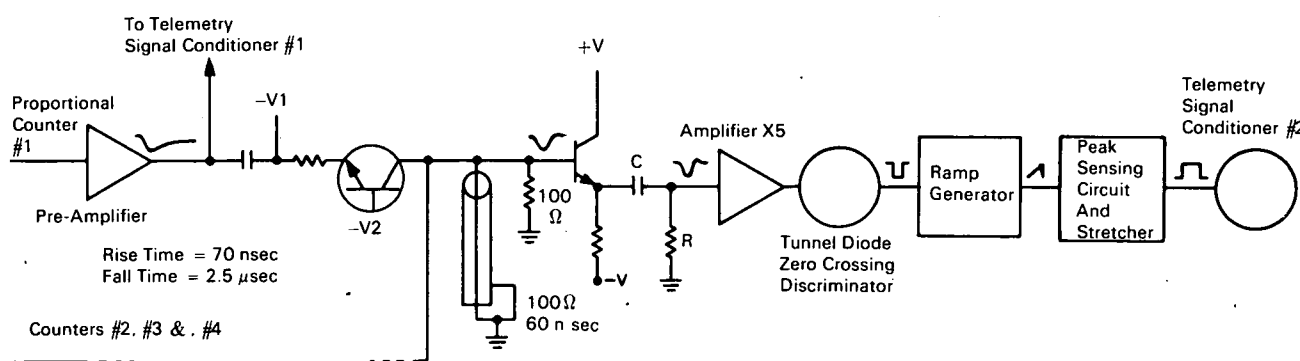 To Telemetry
Signal Conditioner #1
Proportional
Counter
#1
Pre-Amplifier
Rise Time = 70 nsec
Fall Time = 2.5 μsec
Counters #2, #3 & . #4
–V1
–V2
100Ω
60 n sec
100
Ω
+V
–V
C
R
Amplifier X5
Tunnel Diode
Zero Crossing
Discriminator
Ramp
Generator
Peak
Sensing
Circuit
And
Stretcher
Telemetry
Signal
Conditioner #2